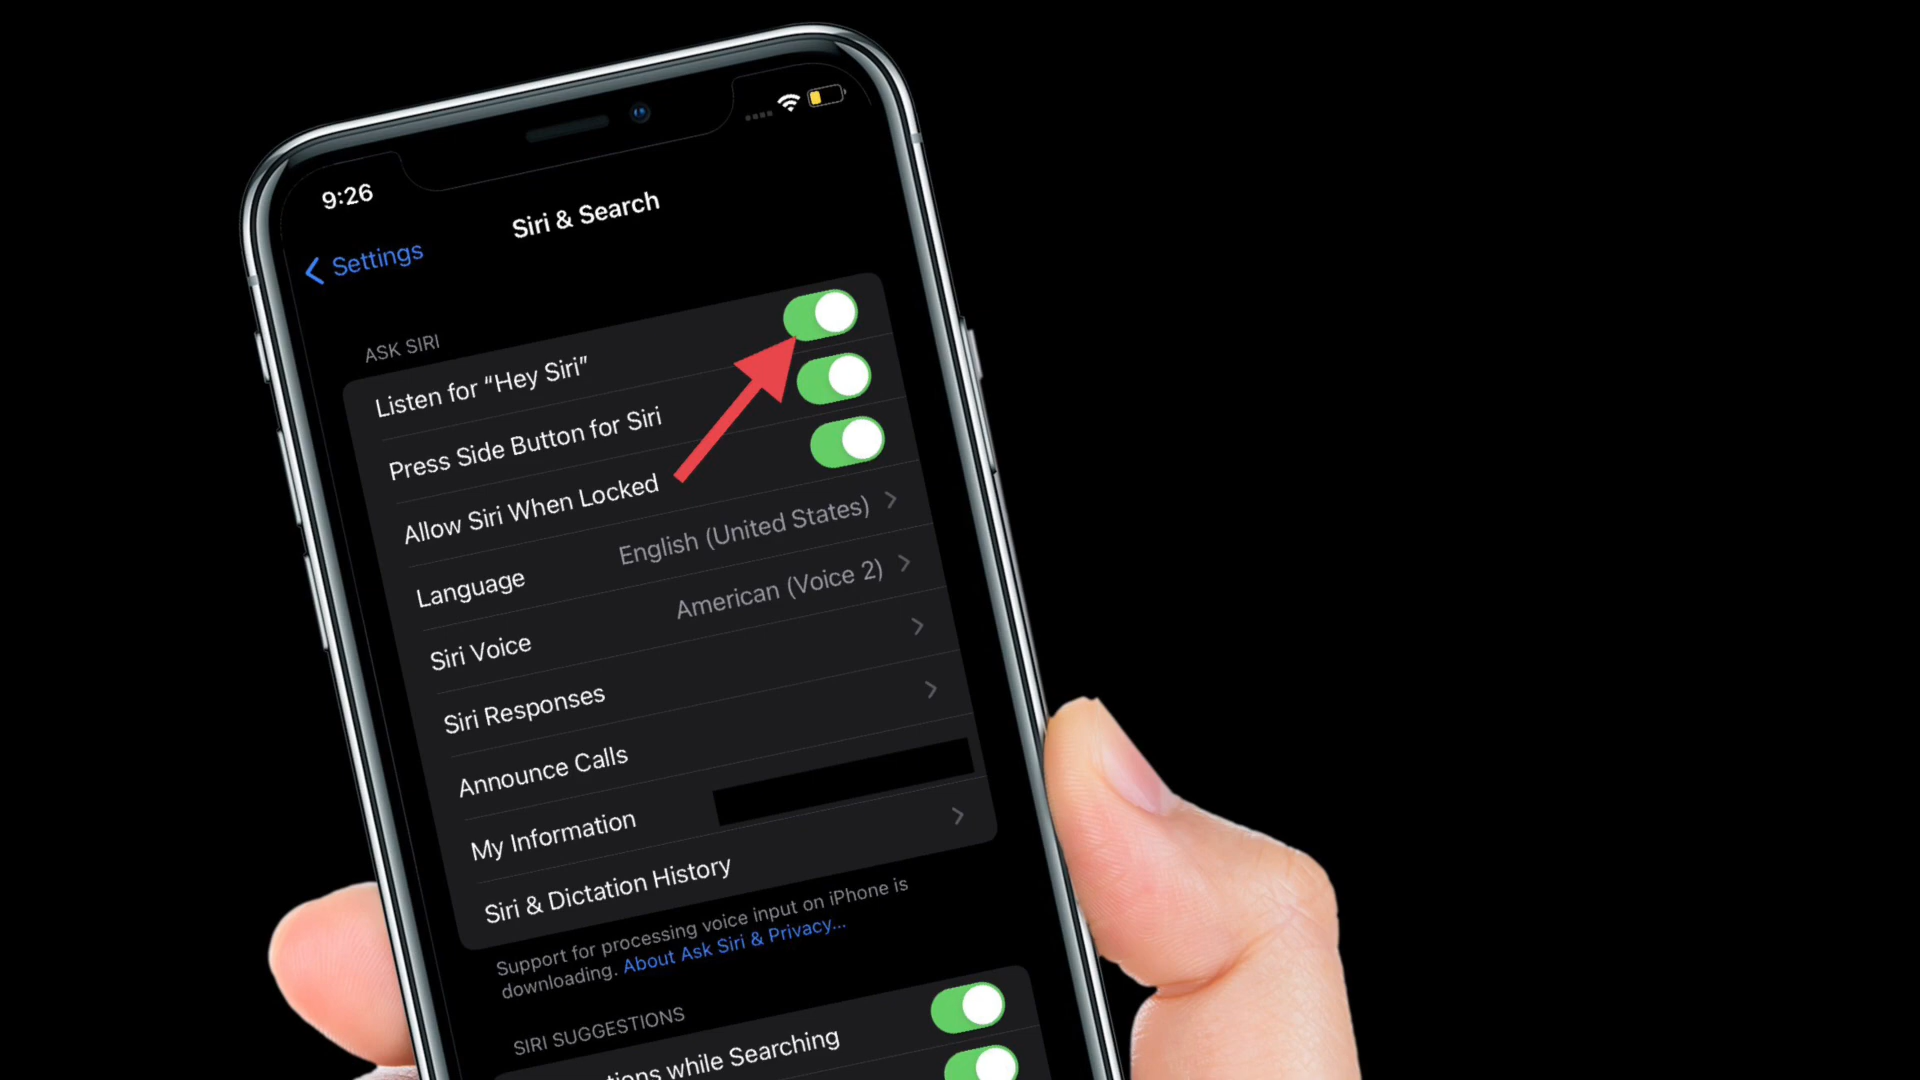 9:26
Settings
Siri & Search
ASK SIRI
Listen for “Hey Siri”
Press Side Button for Siri
Allow Siri When Locked
Language English (United States)
Siri Voice American (Voice 2)
Siri Responses
Announce Calls
My Information
Siri & Dictation History
Support for processing voice input on iPhone is
downloading. About Ask Siri & Privacy...
SIRI SUGGESTIONS
while Searching